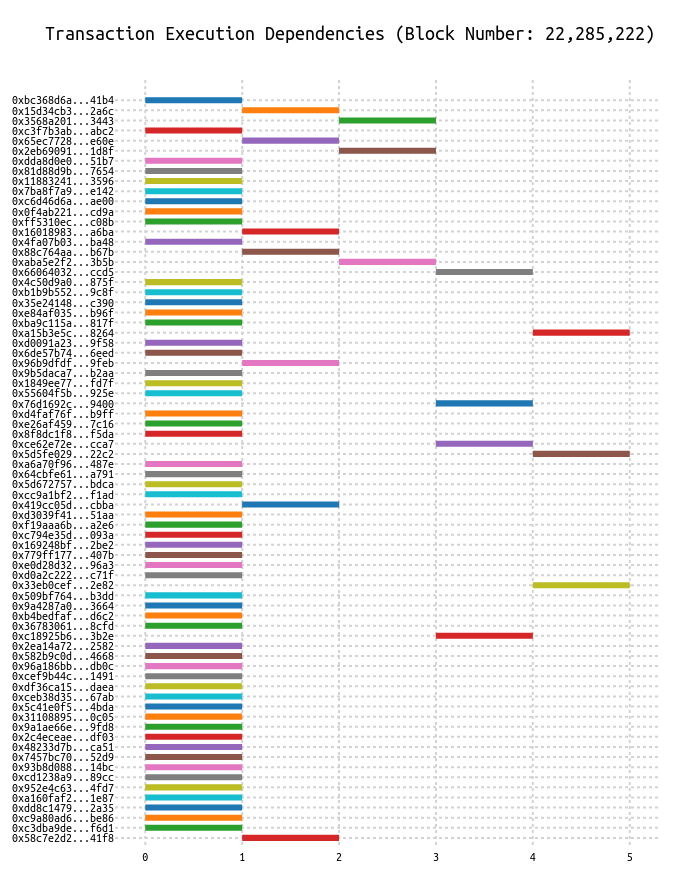 Transaction Execution Dependencies (Block Number: 22,285,222)
0xbc368d6a...41b4
0x15d34cb3...2a6c
0x3568a201...3443
0xc3f7b3ab...abc2
0x65ec7728...e60e
0x2eb69091...1d8f
0xdda8d0e0...51b7
0x81d88d9b...7654
0x11883241...3596
0x7ba8f7a9...e142
0xc6d46d6a...ae00
0x0f4ab221...cd9a
0xff5310ec...c08b
0x16018983...a6ba
0x4fa07b03...ba48
0x88c764aa...b67b
0xaba5e2f2...3b5b
0x66064032...ccd5
0x4c50d9a0...875f
0xb1b9b552...9c8f
0x35e24148...c390
0xe84af035...b96f
0xba9c115a...817f
0xa15b3e5c...8264
0xd0091a23...9f58
0x6de57b74...6eed
0x96b9dfdf...9feb
0x9b5daca7...b2aa
0x1849ee77...fd7f
0x55604f5b...925e
0x76d1692c...9400
0xd4faf76f...b9ff
0xe26af459...7c16
0x8f8dc1f8...f5da
0xce62e72e...cca7
0x5d5fe029...22c2
0xa6a70f96...487e
0x64cbfe61...a791
0x5d672757...bdca
0xcc9a1bf2...f1ad
0x419cc05d...cbba
0xd3039f41...51aa
0xf19aaa6b...a2e6
0xc794e35d...093a
0x169248bf...2be2
0x779ff177...407b
0xe0d28d32...96a3
0xd0a2c222...c71f
0x33eb0cef...2e82
0x509bf764...b3dd
0x9a4287a0...3664
0xb4bedfaf...d6c2
0x36783061...8cfd
0xc18925b6...3b2e
0x2ea14a72...2582
0x582b9c0d...4668
0x96a186bb...db0c
0xcef9b44c...1491
0xdf36ca15...daea
0xceb38d35...67ab
0x5c41e0f5...4bda
0x31108895...0c05
0x9a1ae66e...9fd8
0x2c4eceae...df03
0x48233d7b...ca51
0x7457bc70...52d9
0x93b8d088...14bc
0xcd1238a9...89cc
0x952e4c63...4fd7
0xa160faf2...1e87
0xdd8c1479...2a35
0xc9a80ad6...be86
0xc3dba9de...f6d1
0x58c7e2d2...41f8
0 1 2 3 4 5